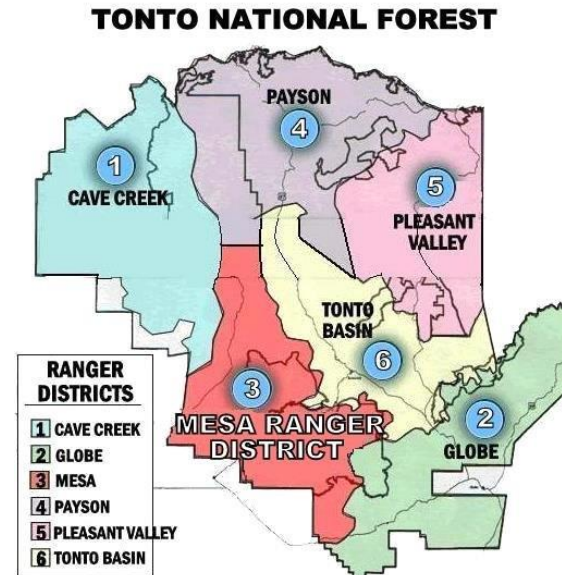 TONTO NATIONAL FOREST
PAYSON
4
1
CAVE CREEK
5
PLEASANT
VALLEY
TONTO
BASIN
6
3
MESA RANGER
DISTRICT
2
GLOBE
RANGER
DISTRICTS
1 CAVE CREEK
2 GLOBE
3 MESA
4 PAYSON
5 PLEASANT VALLEY
6 TONTO BASIN